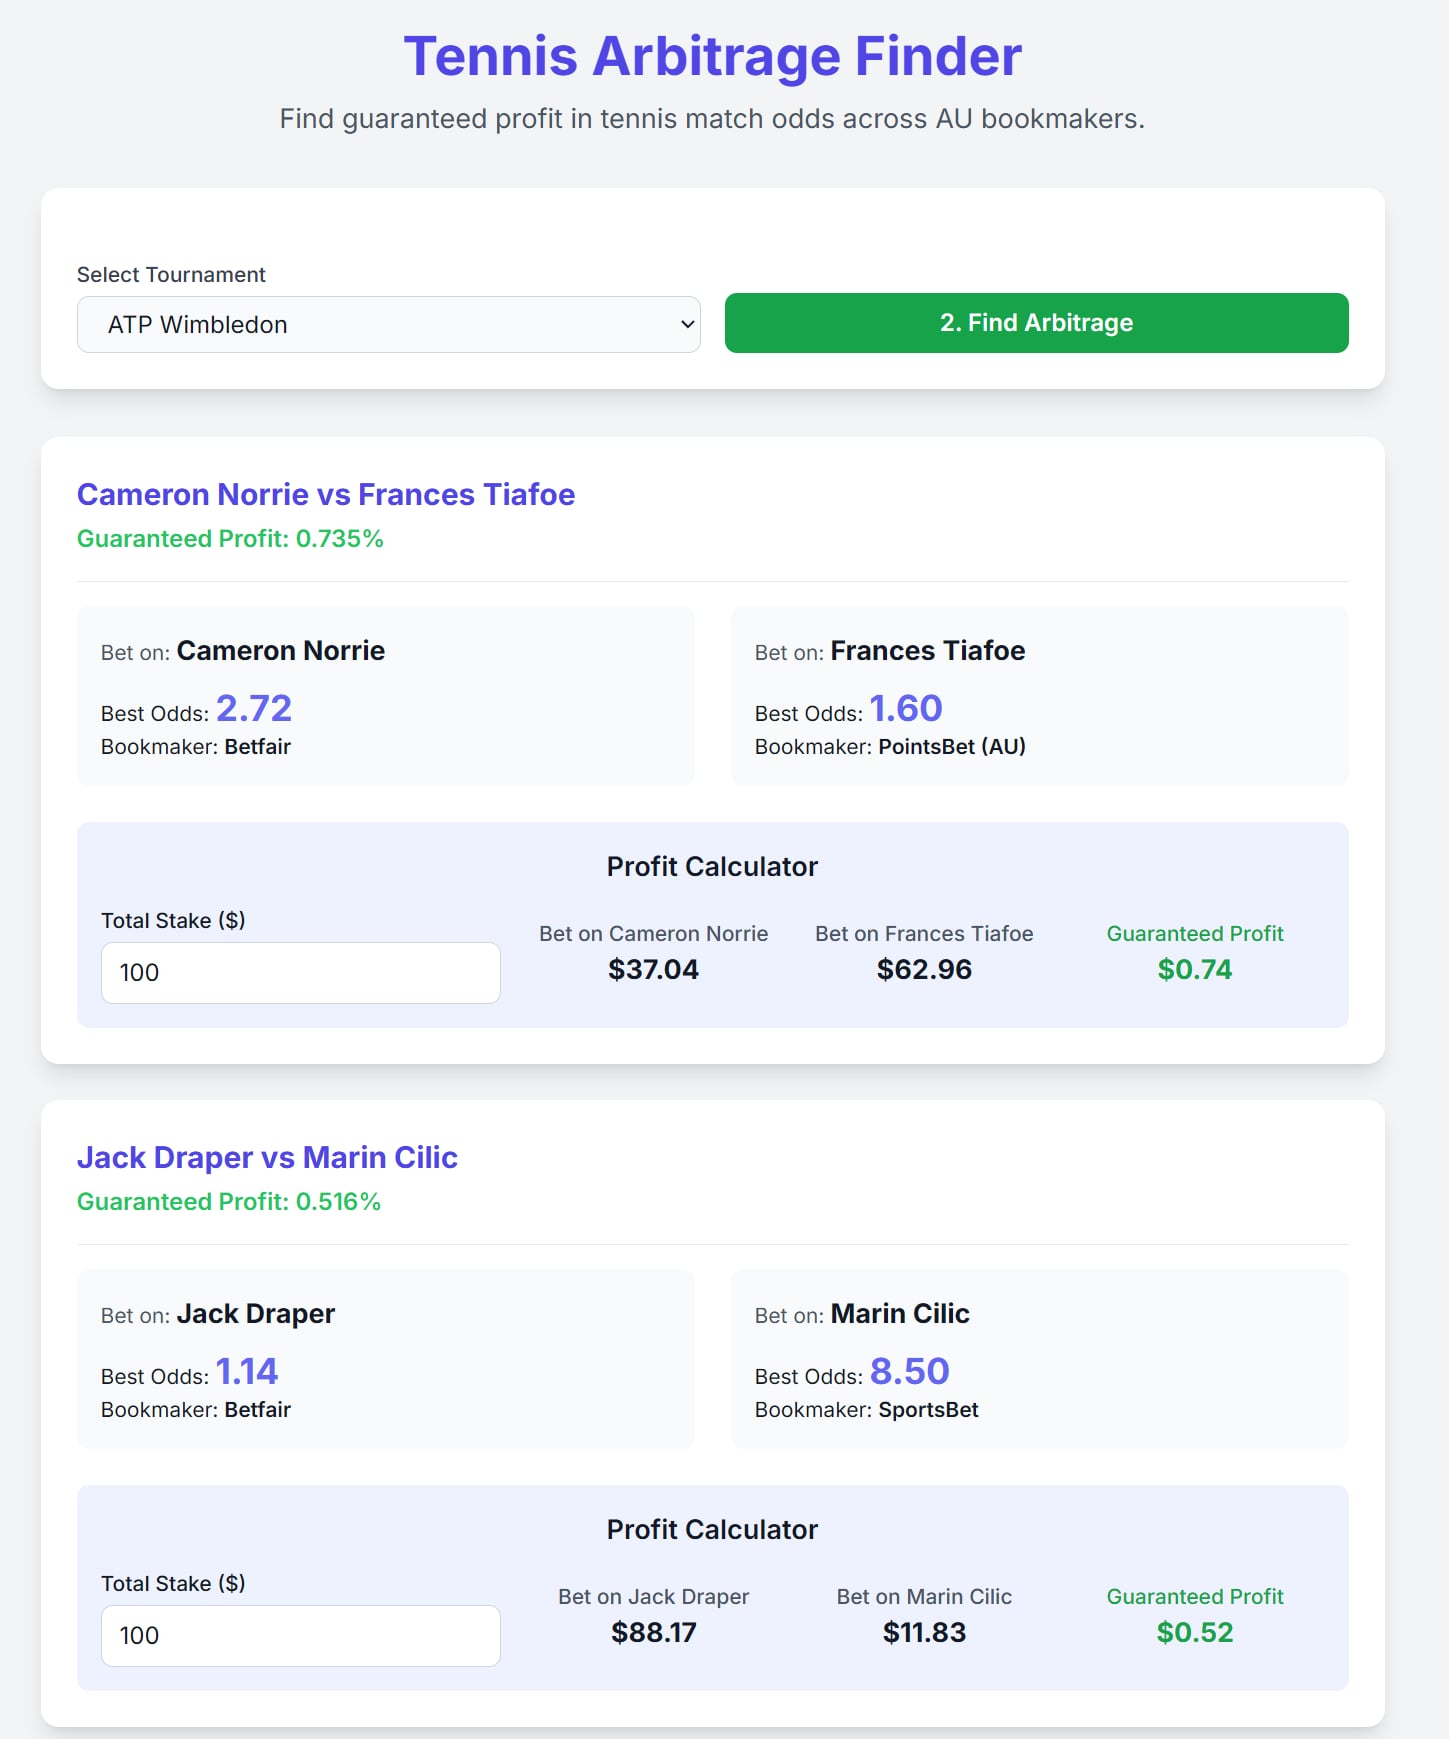 Tennis Arbitrage Finder
Find guaranteed profit in tennis match odds across AU bookmakers.
Select Tournament
ATP Wimbledon
2. Find Arbitrage
Cameron Norrie vs Frances Tiafoe
Guaranteed Profit: 0.735%
Bet on: Cameron Norrie
Best Odds: 2.72
Bookmaker: Betfair
Bet on: Frances Tiafoe
Best Odds: 1.60
Bookmaker: PointsBet (AU)
Profit Calculator
Total Stake ($)
100
Bet on Cameron Norrie
$37.04
Bet on Frances Tiafoe
$62.96
Guaranteed Profit
$0.74
Jack Draper vs Marin Cilic
Guaranteed Profit: 0.516%
Bet on: Jack Draper
Best Odds: 1.14
Bookmaker: Betfair
Bet on: Marin Cilic
Best Odds: 8.50
Bookmaker: SportsBet
Profit Calculator
Total Stake ($)
100
Bet on Jack Draper
$88.17
Bet on Marin Cilic
$11.83
Guaranteed Profit
$0.52